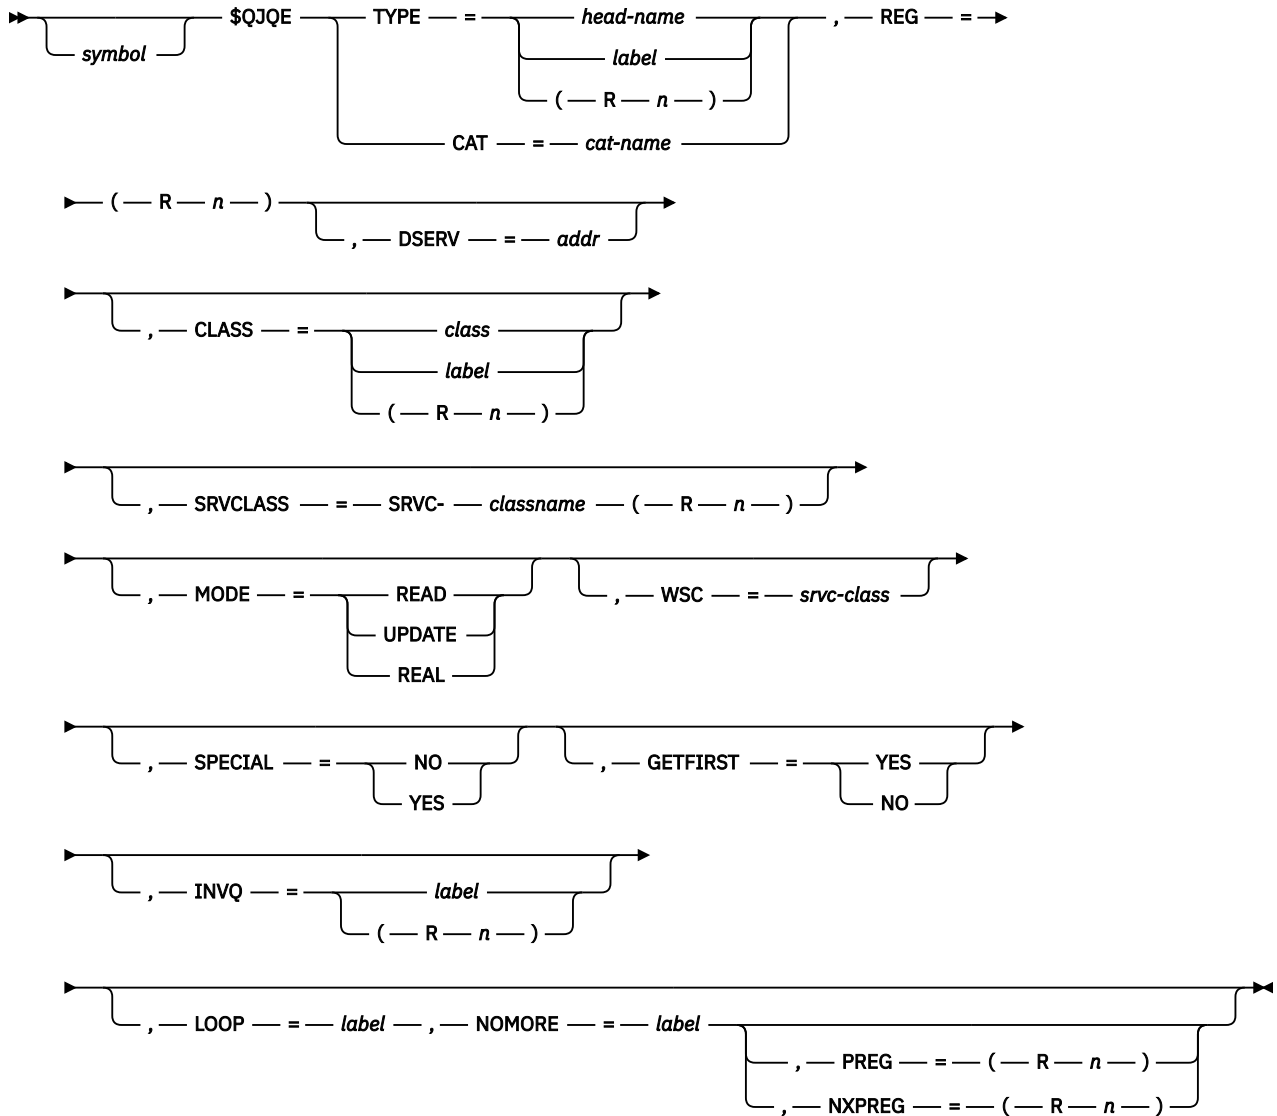 $QJQE TYPE = head-name , REG =
symbol
label
( R n )
CAT = cat-name
( R n )
, DSERV = addr
, CLASS = class
label
( R n )
, SRVCLASS = SRVC- classname ( R n )
, MODE = READ , WSC = srvc-class
UPDATE
REAL
, SPECIAL = NO , GETFIRST = YES
YES NO
, INVQ = label
( R n )
, LOOP = label , NOMORE = label
, PREG = ( R n )
, NXPREG = ( R n )